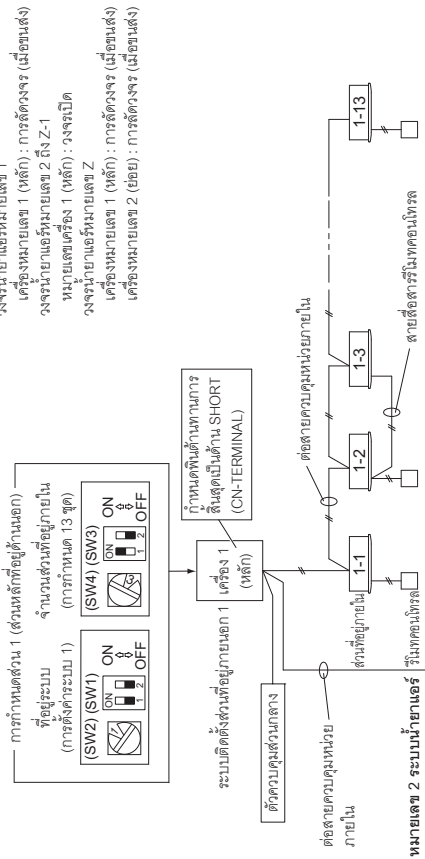 วงจรน้ำยาแอร์หมายเลข 1
เครื่องหมายเลข 1 (หลัก) : การลัดวงจร (เมื่อขนส่ง)
วงจรน้ำยาแอร์หมายเลข 2 ถึง Z-1
หมายเลขเครื่อง 1 (หลัก) : วงจรเปิด
วงจรน้ำยาแอร์หมายเลข Z
เครื่องหมายเลข 1 (หลัก) : การลัดวงจร (เมื่อขนส่ง)
เครื่องหมายเลข 2 (ย่อย) : การลัดวงจร (เมื่อขนส่ง)
การกำหนดส่วน 1 (ส่วนหลักที่อยู่ด้านนอก)
ที่อยู่ระบบ
(การตั้งค่าระบบ 1)
(SW2) (SW1)
ON
1 2
ON
OFF
จำนวนส่วนที่อยู่ภายใน
(การกำหนด 13 ชุด)
(SW4) (SW3)
3
ON
1 2
ON
OFF
ระบบติดตั้งส่วนที่อยู่ภายนอก 1
เครื่อง 1
(หลัก)
กำหนดพินต้านทานการ
สิ้นสุดเป็นด้าน SHORT
(CN-TERMINAL)
ตัวควบคุมส่วนกลาง
ต่อสายควบคุมหน่วย
ภายใน
ต่อสายควบคุมหน่วยภายใน
ส่วนที่อยู่ภายใน
1-1
1-2
1-3
1-13
รีโมทคอนโทรล
สายสื่อสารรีโมทคอนโทรล
หมายเลข 2 ระบบน้ำยาแอร์